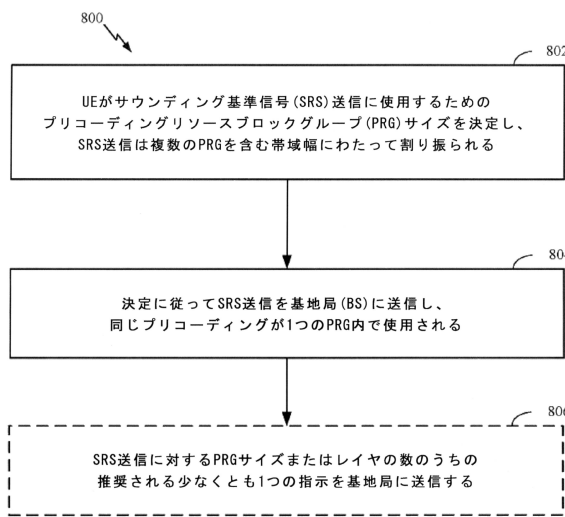 800
802
UEがサウンディング基準信号(SRS)送信に使用するための
プリコーディングリソースブロックグループ(PRG)サイズを決定し、
SRS送信は複数のPRGを含む帯域幅にわたって割り振られる
決定に従ってSRS送信を基地局(BS)に送信し、
同じプリコーディングが1つのPRG内で使用される
SRS送信に対するPRGサイズまたはレイヤの数のうちの
推奨される少なくとも1つの指示を基地局に送信する